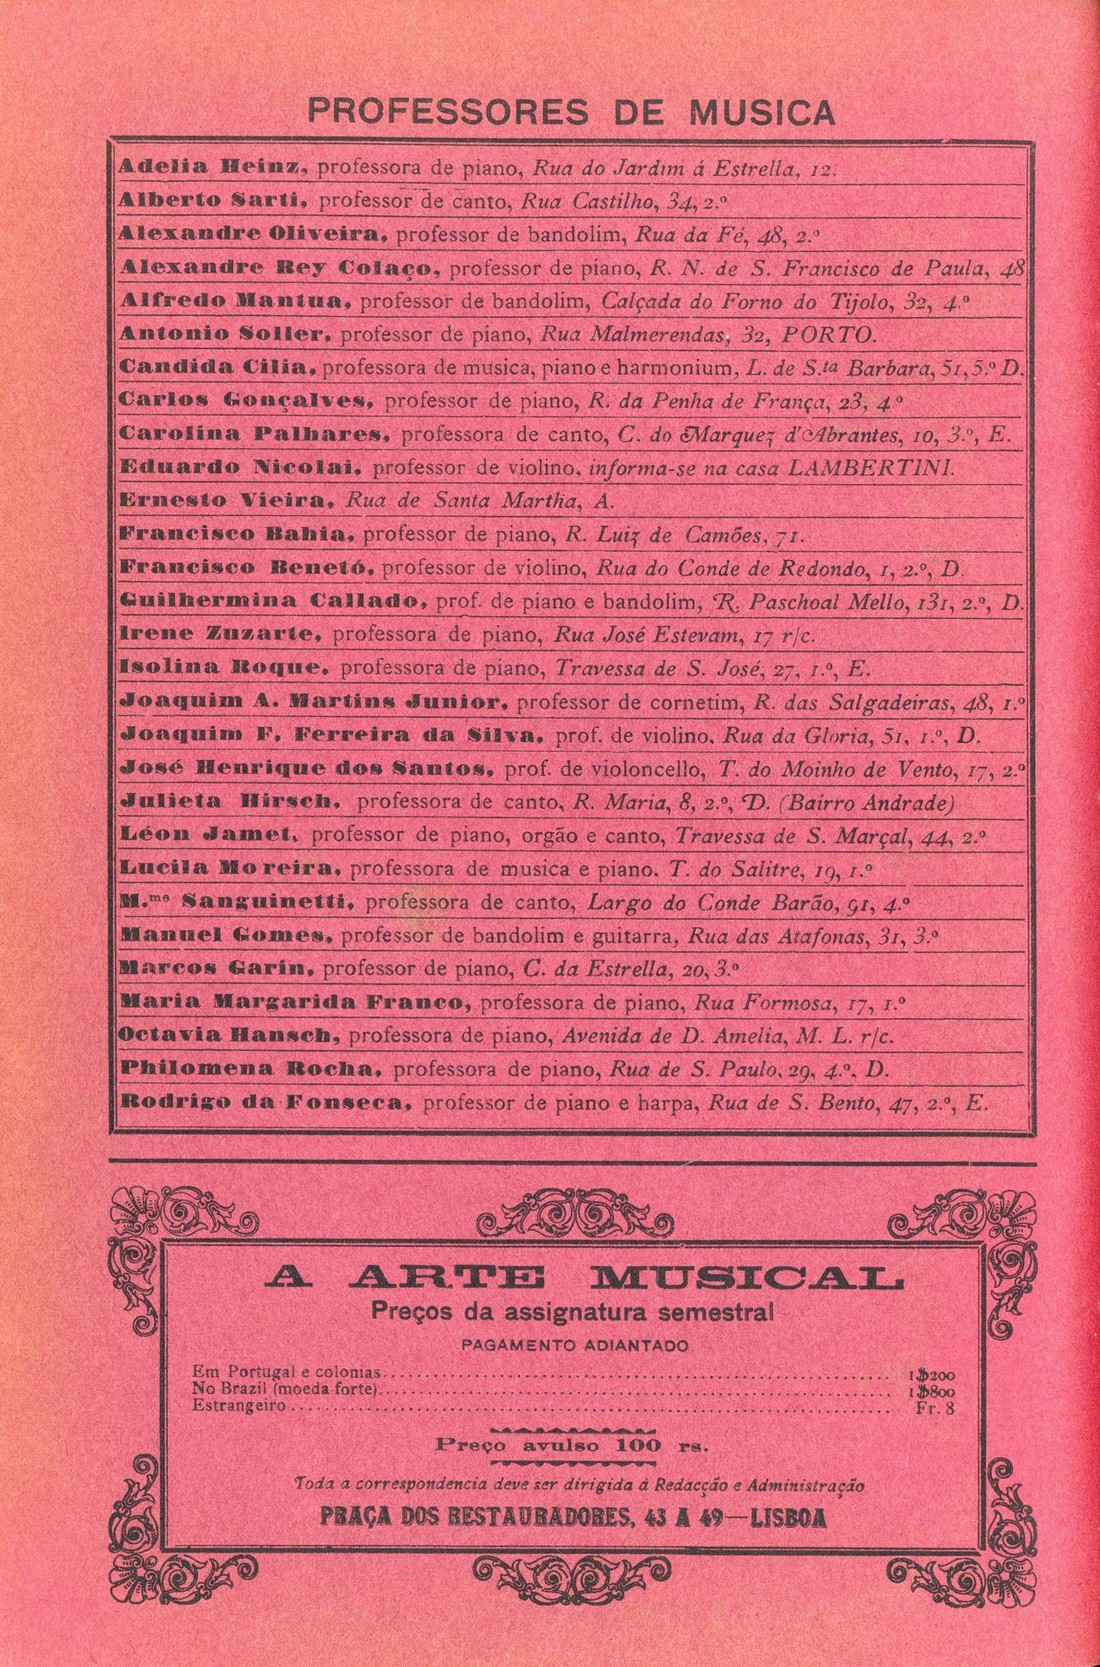 PROFESSORES DE MUSICA
Adelia Heinz, professora de piano, Rua do Jardim á Estrella, 12.
Alberto Sarti, professor de canto, Rua Castilho, 34, 2.º
Alexandre Oliveira, professor de bandolim, Rua da Fé, 48, 2.º
Alexandre Rey Colaço, professor de piano, R. N. de S. Francisco de Paula, 48
Alfredo Mantua, professor de bandolim, Calçada do Forno do Tijolo, 32, 4.º
Antonio Soller, professor de piano, Rua Malmerendas, 32, PORTO.
Candida Cilia, professora de musica, piano e harmonium, L. de S.ta Barbara, 51, 5.º D.
Carlos Gonçalves, professor de piano, R. da Penha de França, 23, 4.º
Carolina Palhares, professora de canto, C. do Marquez d'Abrantes, 10, 3.º, E.
Eduardo Nicolai, professor de violino, informa-se na casa LAMBERTINI.
Ernesto Vieira, Rua de Santa Martha, A.
Francisco Bahia, professor de piano, R. Luiz de Camões, 71.
Francisco Benetó, professor de violino, Rua do Conde de Redondo, 1, 2.º, D.
Guilhermina Callado, prof. de piano e bandolim, R. Paschoal Mello, 131, 2.º, D.
Irene Zuzarte, professora de piano, Rua José Estevam, 17 r/c.
Isolina Roque, professora de piano, Travessa de S. José, 27, 1.º, E.
Joaquim A. Martins Junior, professor de cornetim, R. das Salgadeiras, 48, 1.º
Joaquim F. Ferreira da Silva, prof. de violino, Rua da Gloria, 51, 1.º, D.
José Henrique dos Santos, prof. de violoncello, T. do Moinho de Vento, 17, 2.º
Julieta Hirsch, professora de canto, R. Maria, 8, 2.º, D. (Bairro Andrade)
Léon Jamet, professor de piano, orgão e canto, Travessa de S. Marçal, 44, 2.º
Lucila Moreira, professora de musica e piano. T. do Salitre, 19, 1.º
M.me Sanguinetti, professora de canto, Largo do Conde Barão, 91, 4.º
Manuel Gomes, professor de bandolim e guitarra, Rua das Atafonas, 31, 3.º
Marcos Garin, professor de piano, C. da Estrella, 20, 3.º
Maria Margarida Franco, professora de piano, Rua Formosa, 17, 1.º
Octavia Hansch, professora de piano, Avenida de D. Amelia, M. L. r/c.
Philomena Rocha, professora de piano, Rua de S. Paulo, 29, 4.º, D.
Rodrigo da Fonseca, professor de piano e harpa, Rua de S. Bento, 47, 2.º, E.
A ARTE MUSICAL
Preços da assignatura semestral
PAGAMENTO ADIANTADO
Em Portugal e colonias........................................ 1$200
No Brazil (moeda forte)........................................ 1$800
Estrangeiro........................................ Fr. 8
Preço avulso 100 rs.
Toda a correspondencia deve ser dirigida á Redacção e Administração
PRAÇA DOS RESTAURADORES, 43 A 49—LISBOA